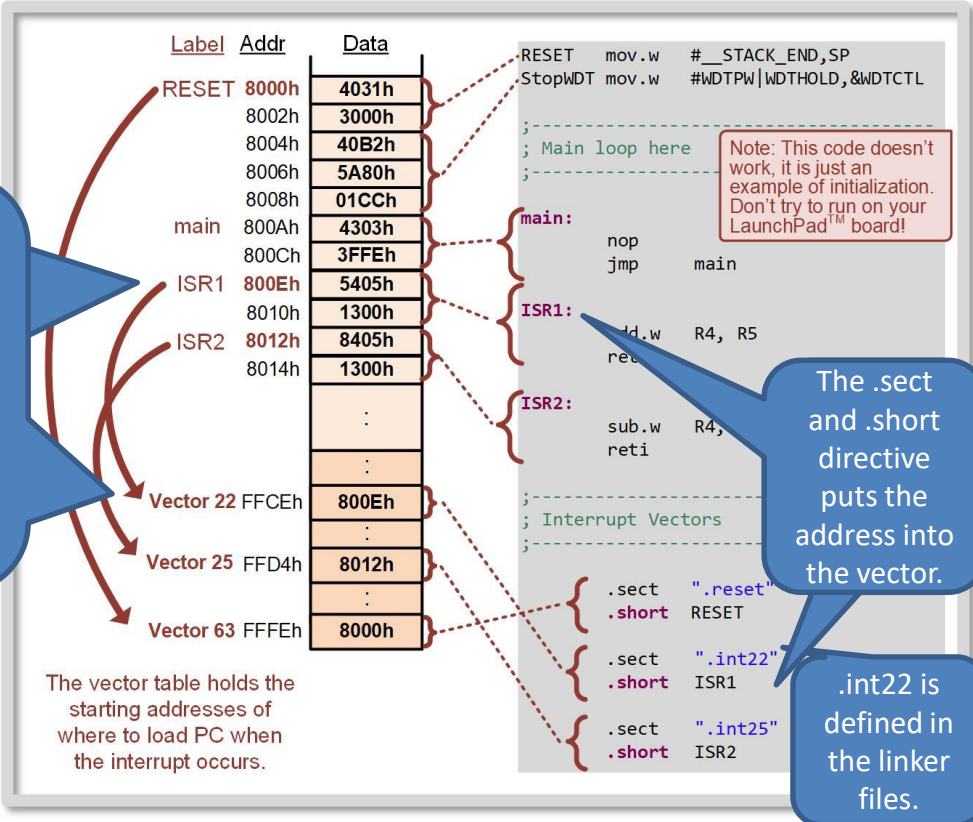 Label Addr Data
RESET 8000h 4031h
8002h 3000h
8004h 40B2h
8006h 5A80h
8008h 01CCh
main 800Ah 4303h
800Ch 3FFEh
ISR1 800Eh 5405h
8010h 1300h
ISR2 8012h 8405h
8014h 1300h
:
:
Vector 22 FFCEh 800Eh
:
Vector 25 FFD4h 8012h
:
Vector 63 FFFEh 8000h
The vector table holds the
starting addresses of
where to load PC when
the interrupt occurs.
RESET mov.w #__STACK_END,SP
StopWDT mov.w #WDTPW|WDTHOLD,&WDTCTL
;-----------------------------------
; Main loop here
;-----------------
Note: This code doesn't
work, it is just an
example of initialization.
Don't try to run on your
LaunchPad™ board!
main:
nop
jmp main
ISR1:
R4, R5
ISR2:
sub.w R4,
reti
;-----------------------
; Interrupt Vectors
;-----------------------
.sect ".reset"
.short RESET
.sect ".int22"
.short ISR1
.sect ".int25"
.short ISR2
The .sect
and .short
directive
puts the
address into
the vector.
.int22 is
defined in
the linker
files.